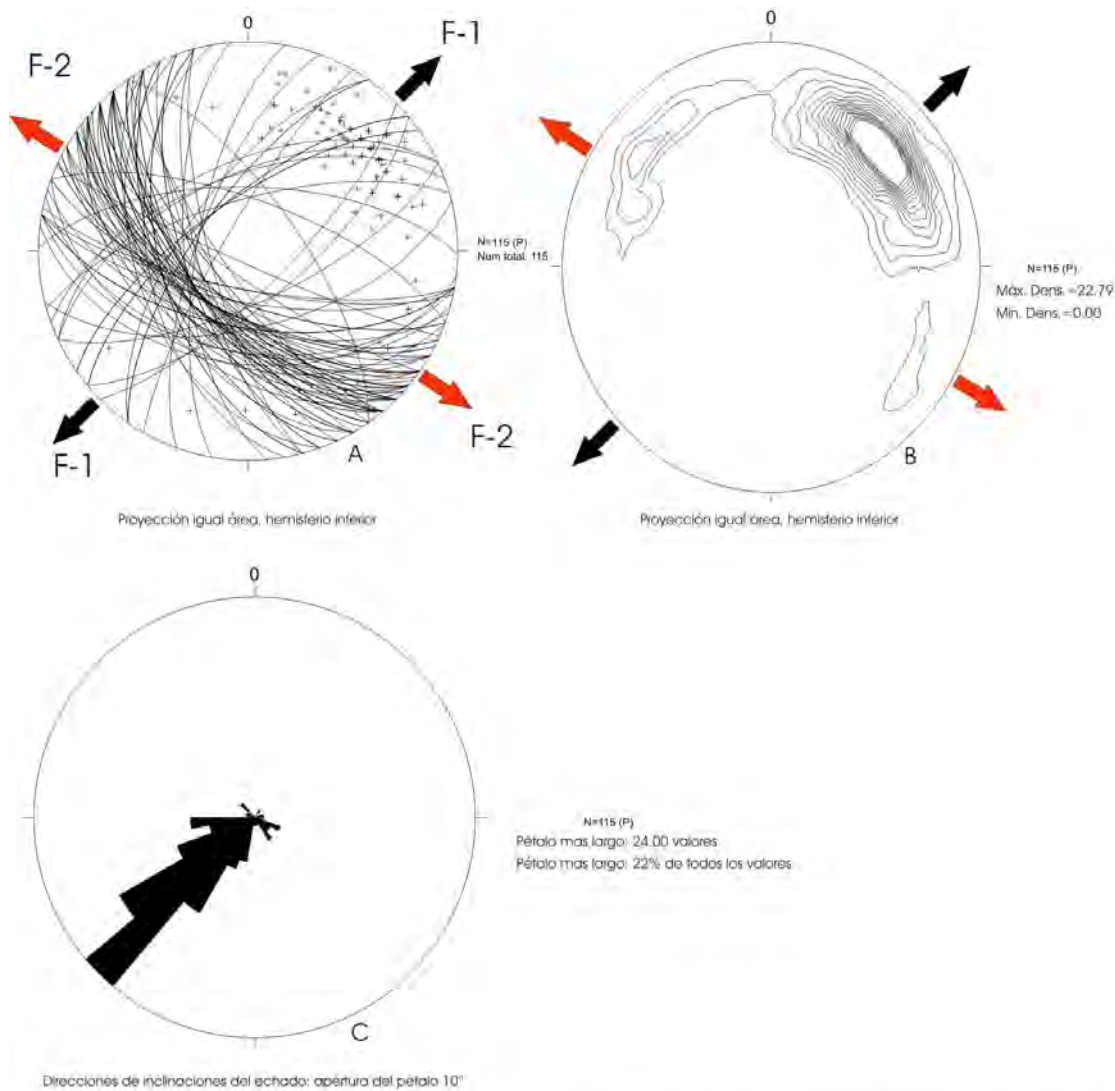 0
F-2
F-1
N=115 (P)
Num total: 115
F-1
A
F-2
Proyección igual área, hemisferio inferior
0
N=115 (P)
Máx. Dens.=22.79
Mín. Dens.=0.00
B
Proyección igual área, hemisferio inferior
0
N=115 (P)
Pétalo mas largo: 24.00 valores
Pétalo mas largo: 22% de todos los valores
C
Direcciones de inclinaciones del echado: apertura del pétalo 10°